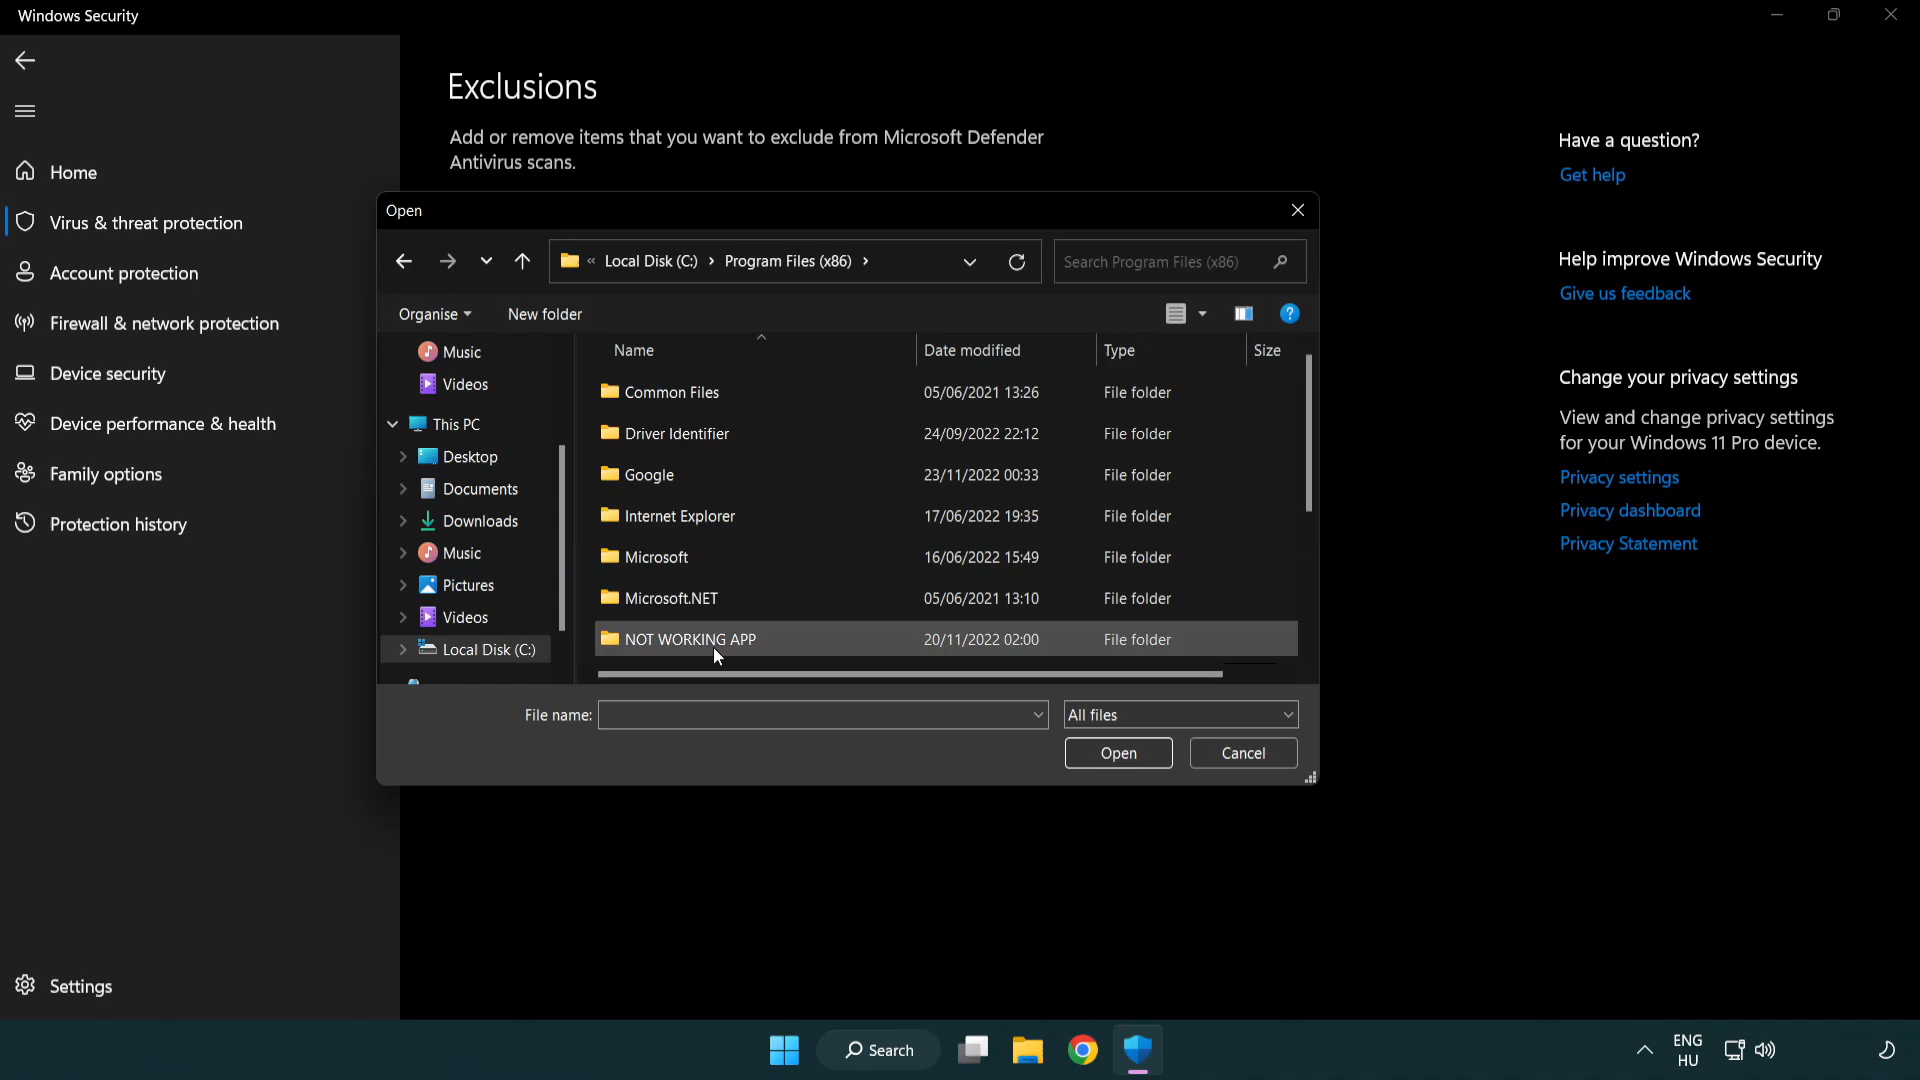 Windows Security
Exclusions
Add or remove items that you want to exclude from Microsoft Defender
Antivirus scans.
Home
Virus & threat protection
Account protection
Firewall & network protection
Device security
Device performance & health
Family options
Protection history
Settings
Open
« Local Disk (C:) > Program Files (x86) >
Search Program Files (x86)
Organise
New folder
Music
Videos
This PC
Desktop
Documents
Downloads
Music
Pictures
Videos
Local Disk (C:)
Name Date modified Type Size
Common Files 05/06/2021 13:26 File folder
Driver Identifier 24/09/2022 22:12 File folder
Google 23/11/2022 00:33 File folder
Internet Explorer 17/06/2022 19:35 File folder
Microsoft 16/06/2022 15:49 File folder
Microsoft.NET 05/06/2021 13:10 File folder
NOT WORKING APP 20/11/2022 02:00 File folder
File name:
All files
Open
Cancel
Have a question?
Get help
Help improve Windows Security
Give us feedback
Change your privacy settings
View and change privacy settings
for your Windows 11 Pro device.
Privacy settings
Privacy dashboard
Privacy Statement
Search
ENG
HU